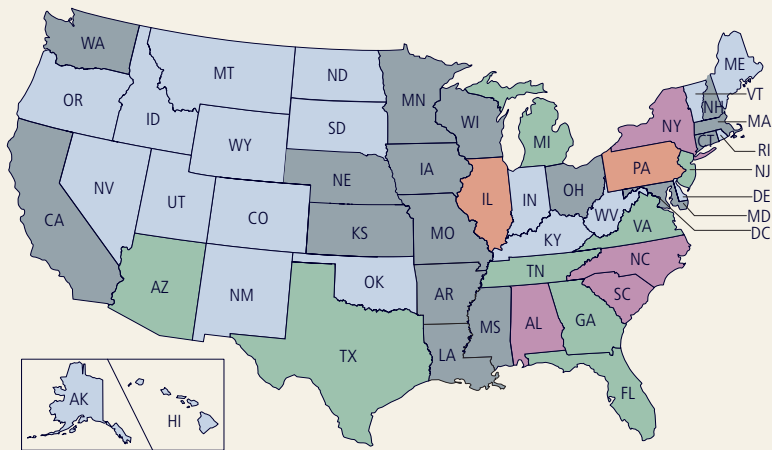 WA
MT
ND
MN
ME
OR
ID
SD
WI
MI
NY
VT
NH
MA
CT
RI
WY
NE
IA
PA
NJ
NV
UT
CO
IL
IN
OH
DE
MD
DC
CA
KS
MO
KY
WV
VA
AZ
NM
OK
AR
TN
NC
SC
TX
LA
MS
AL
GA
FL
AK
HI